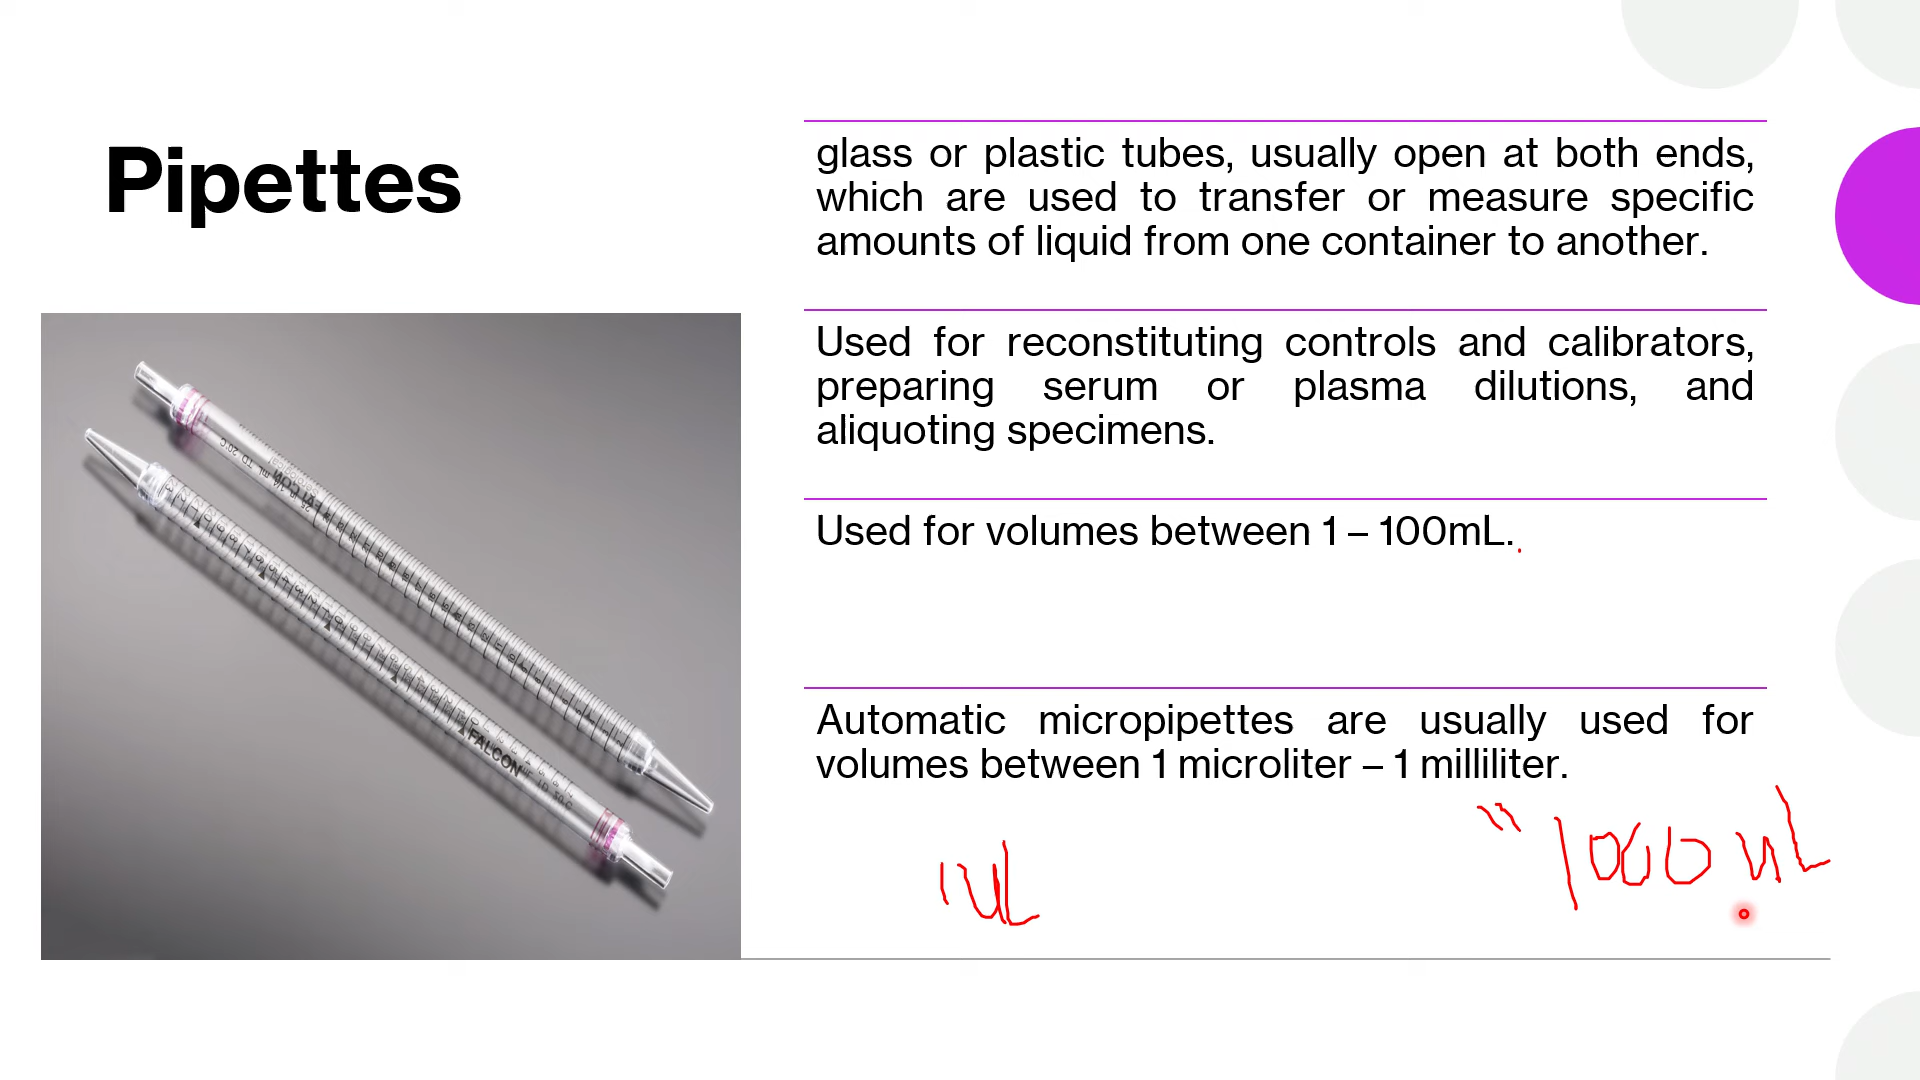 Pipettes
glass or plastic tubes, usually open at both ends,
which are used to transfer or measure specific
amounts of liquid from one container to another.
Used for reconstituting controls and calibrators,
preparing serum or plasma dilutions, and
aliquoting specimens.
Used for volumes between 1 – 100mL.
Automatic micropipettes are usually used for
volumes between 1 microliter – 1 milliliter.
1uL
1000 uL
FALCON